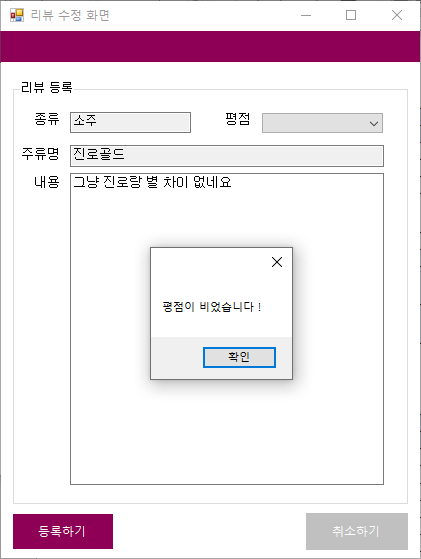 리뷰 수정 화면
리뷰 등록
종류 소주 평점
주류명 진로골드
내용 그냥 진로랑 별 차이 없네요
평점이 비었습니다 !
확인
등록하기 취소하기